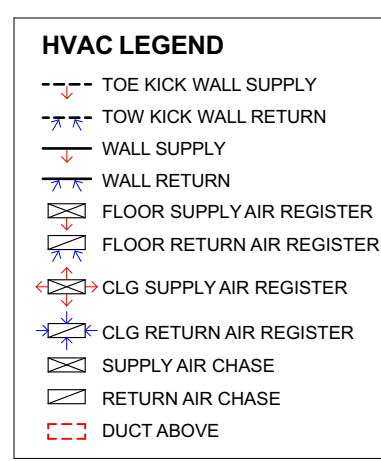 HVAC LEGEND
TOE KICK WALL SUPPLY
TOW KICK WALL RETURN
WALL SUPPLY
WALL RETURN
FLOOR SUPPLY AIR REGISTER
FLOOR RETURN AIR REGISTER
CLG SUPPLY AIR REGISTER
CLG RETURN AIR REGISTER
SUPPLY AIR CHASE
RETURN AIR CHASE
DUCT ABOVE